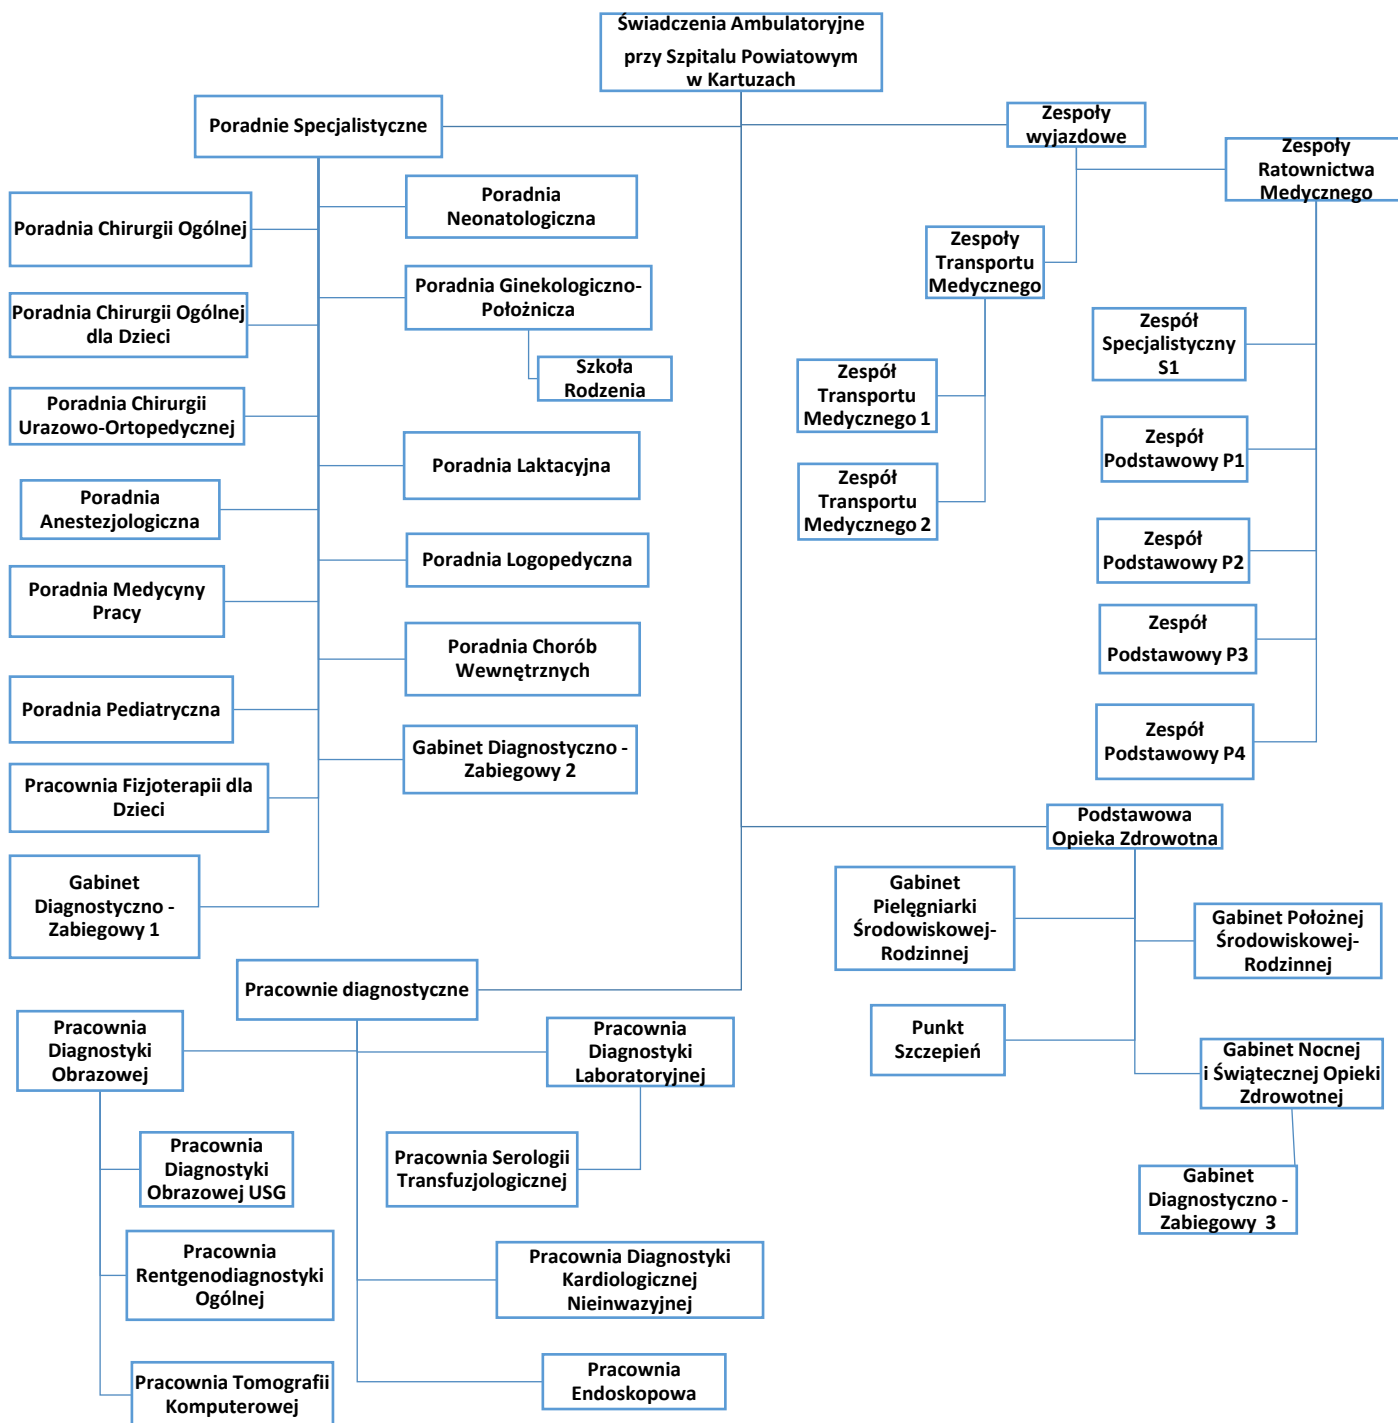 Świadczenia Ambulatoryjne
przy Szpitalu Powiatowym
w Kartuzach
Poradnie Specjalistyczne
Zespoły
wyjazdowe
Zespoły
Ratownictwa
Medycznego
Poradnia Chirurgii Ogólnej
Poradnia
Neonatologiczna
Zespoły
Transportu
Medycznego
Poradnia Chirurgii Ogólnej
dla Dzieci
Poradnia Ginekologiczno-
Położnicza
Szkoła
Rodzenia
Zespół
Specjalistyczny
S1
Zespół
Transportu
Medycznego 1
Poradnia Chirurgii
Urazowo-Ortopedycznej
Zespół
Podstawowy P1
Poradnia Laktacyjna
Zespół
Transportu
Medycznego 2
Poradnia
Anestezjologiczna
Poradnia Logopedyczna
Zespół
Podstawowy P2
Poradnia Medycyny
Pracy
Zespół
Podstawowy P3
Poradnia Chorób
Wewnętrznych
Poradnia Pediatryczna
Zespół
Podstawowy P4
Gabinet Diagnostyczno -
Zabiegowy 2
Pracownia Fizjoterapii dla
Dzieci
Podstawowa
Opieka Zdrowotna
Gabinet
Diagnostyczno -
Zabiegowy 1
Gabinet
Pielęgniarki
Środowiskowej-
Rodzinnej
Gabinet Położnej
Środowiskowej-
Rodzinnej
Pracownie diagnostyczne
Pracownia
Diagnostyki
Obrazowej
Pracownia
Diagnostyki
Laboratoryjnej
Punkt
Szczepień
Gabinet Nocnej
i Świątecznej Opieki
Zdrowotnej
Pracownia
Diagnostyki
Obrazowej USG
Pracownia Serologii
Transfuzjologicznej
Gabinet
Diagnostyczno -
Zabiegowy  3
Pracownia
Rentgenodiagnostyki
Ogólnej
Pracownia Diagnostyki
Kardiologicznej
Nieinwazyjnej
Pracownia Tomografii
Komputerowej
Pracownia
Endoskopowa